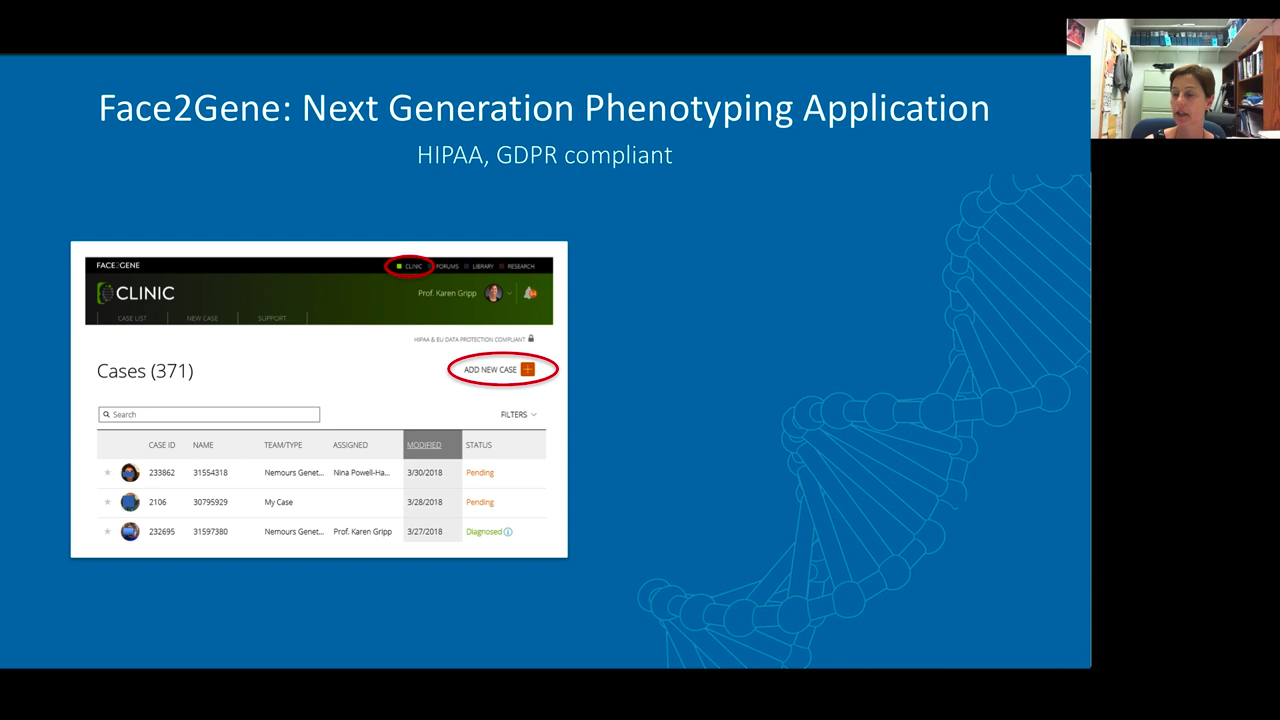 Face2Gene: Next Generation Phenotyping Application
HIPAA, GDPR compliant
FACE2GENE
CLINIC FORUMS LIBRARY RESEARCH
CLINIC
Prof. Karen Gripp
CASE LIST NEW CASE SUPPORT
HIPAA & EU DATA PROTECTION COMPLIANT
Cases (371)
ADD NEW CASE
Search
FILTERS
CASE ID NAME TEAM/TYPE ASSIGNED MODIFIED STATUS
233862 31554318 Nemours Genet... Nina Powell-Ha... 3/30/2018 Pending
2106 30795929 My Case 3/28/2018 Pending
232695 31597380 Nemours Genet... Prof. Karen Gripp 3/27/2018 Diagnosed